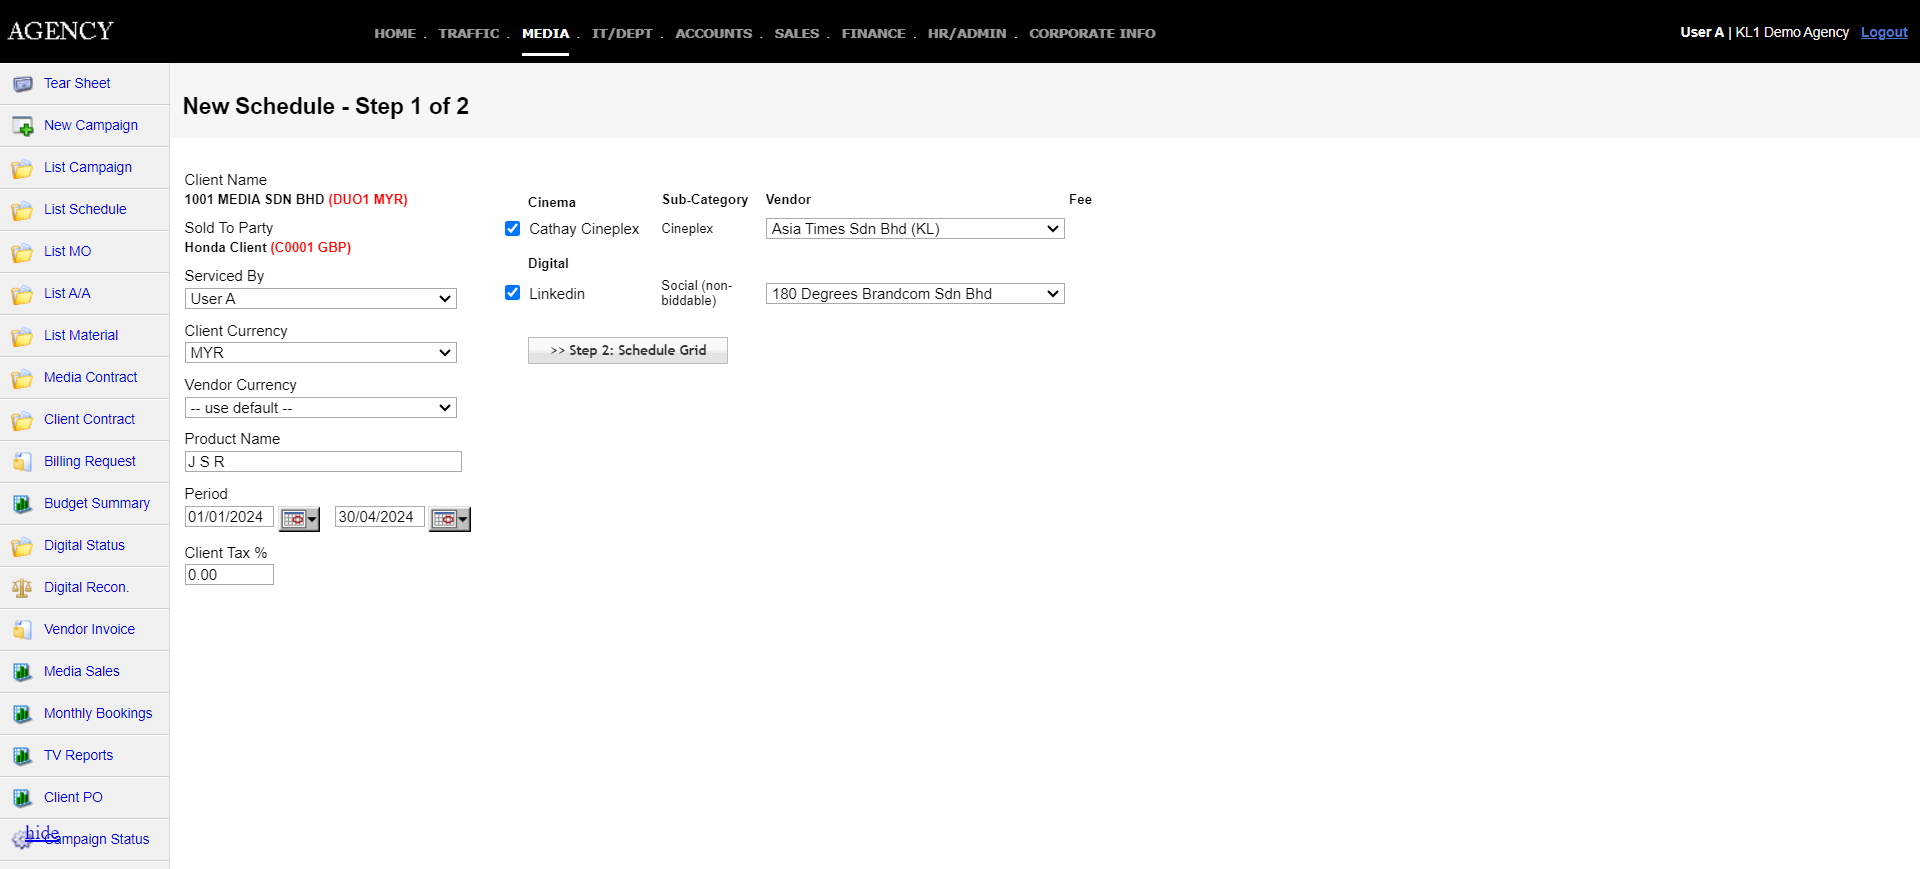 AGENCY
HOME . TRAFFIC . MEDIA . IT/DEPT . ACCOUNTS . SALES . FINANCE . HR/ADMIN . CORPORATE INFO
User A | KL1 Demo Agency Logout
Tear Sheet
New Campaign
List Campaign
List Schedule
List MO
List A/A
List Material
Media Contract
Client Contract
Billing Request
Budget Summary
Digital Status
Digital Recon.
Vendor Invoice
Media Sales
Monthly Bookings
TV Reports
Client PO
hide
Campaign Status
New Schedule - Step 1 of 2
Client Name
1001 MEDIA SDN BHD (DUO1 MYR)
Sold To Party
Honda Client (C0001 GBP)
Serviced By
User A
Client Currency
MYR
Vendor Currency
-- use default --
Product Name
J S R
Period
01/01/2024 30/04/2024
Client Tax %
0.00
Cinema Sub-Category Vendor Fee
Cathay Cineplex Cineplex Asia Times Sdn Bhd (KL)
Digital
Linkedin Social (non-biddable) 180 Degrees Brandcom Sdn Bhd
>> Step 2: Schedule Grid